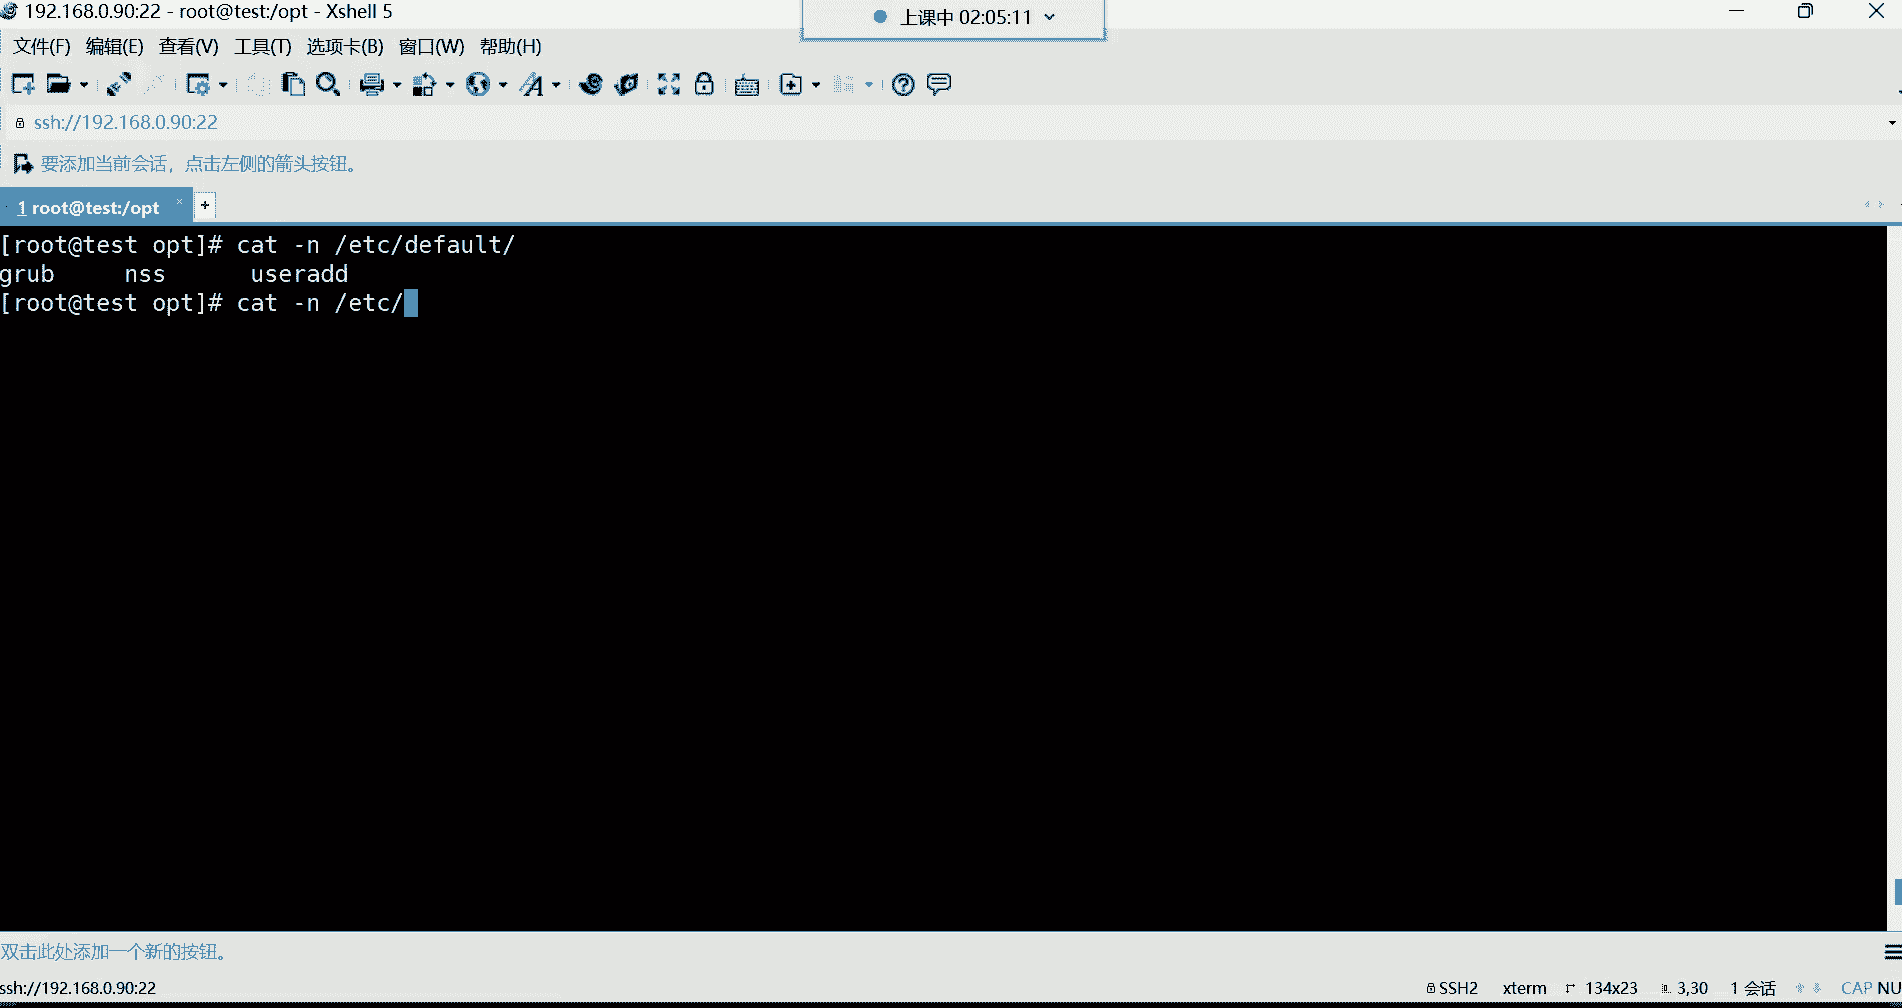 192.168.0.90:22 - root@test:/opt - Xshell 5
上课中 02:05:11
文件(F) 编辑(E) 查看(V) 工具(T) 选项卡(B) 窗口(W) 帮助(H)
ssh://192.168.0.90:22
要添加当前会话，点击左侧的箭头按钮。
1 root@test:/opt × +
[root@test opt]# cat -n /etc/default/
grub nss useradd
[root@test opt]# cat -n /etc/
双击此处添加一个新的按钮。
ssh://192.168.0.90:22 SSH2 xterm 134x23 3,30 1 会话 CAP NU